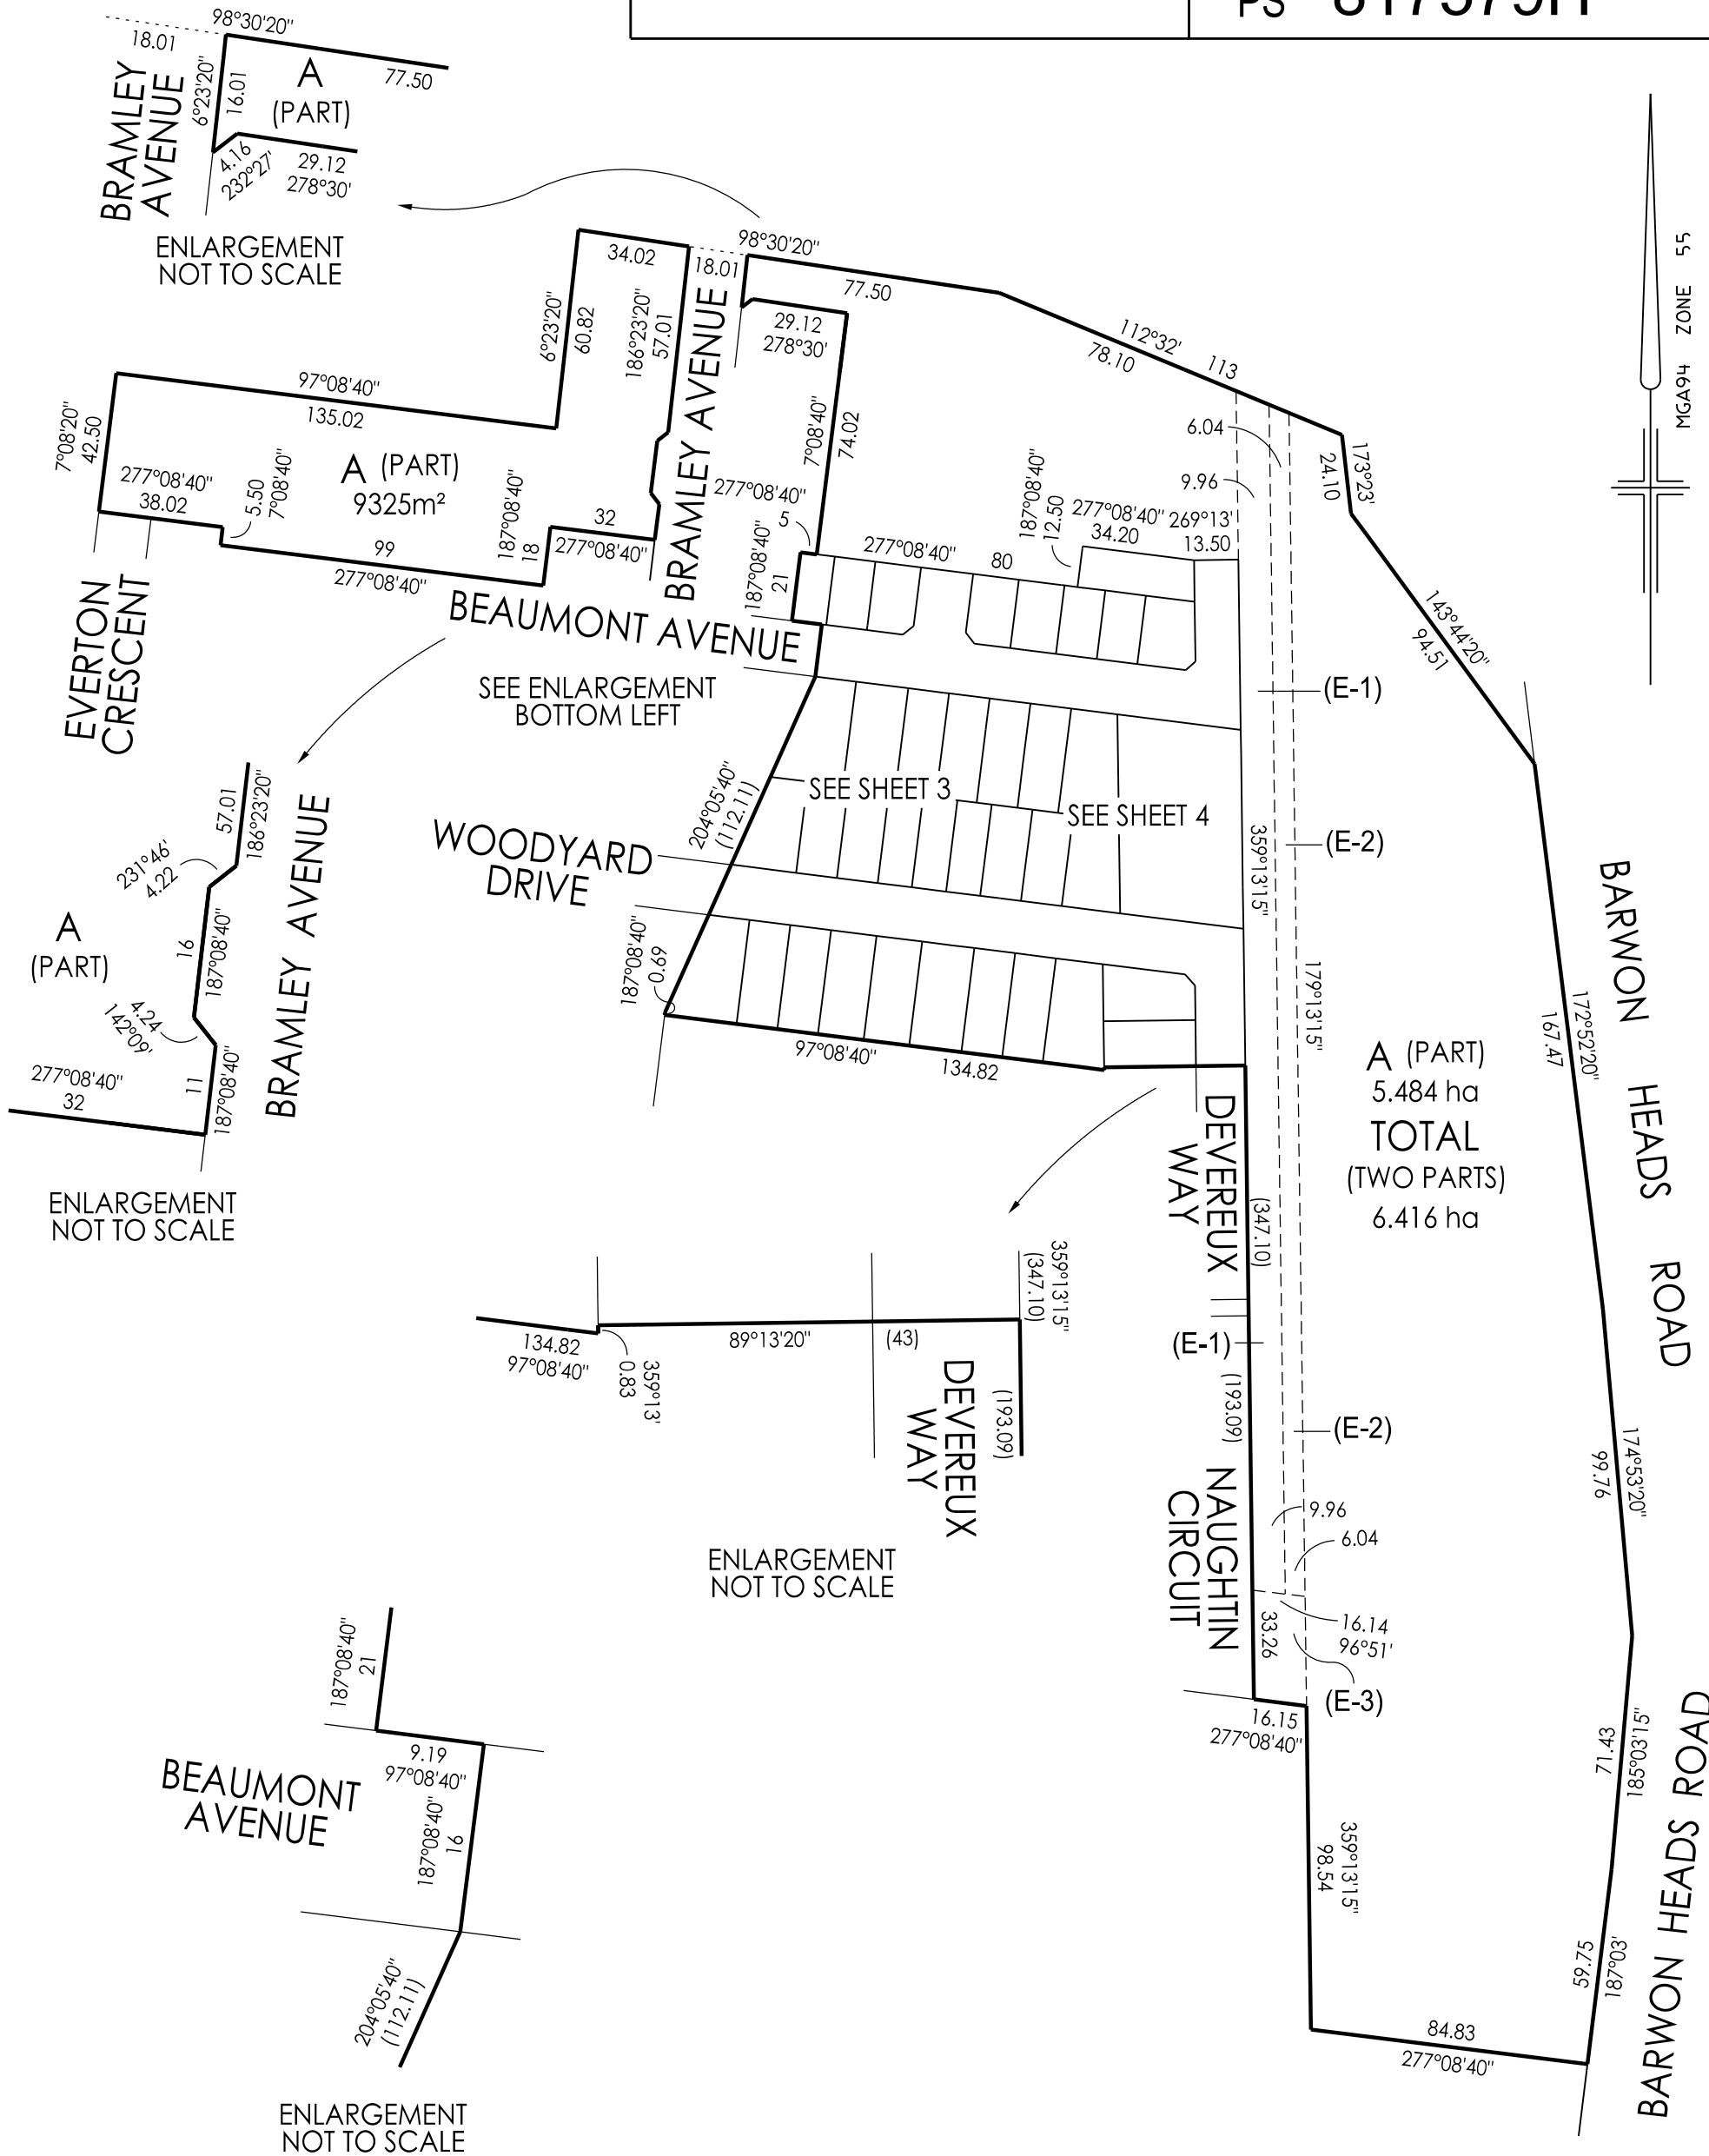 PS
98°30'20"
18.01
BRAMLEY
AVENUE
6°23'20"
16.01
A
(PART)
77.50
4.16
232°27'
29.12
278°30'
ENLARGEMENT
NOT TO SCALE
MGA94 ZONE 55
34.02
18.01
98°30'20"
77.50
6°23'20"
60.82
186°23'20"
57.01
BRAMLEY AVENUE
29.12
278°30'
112°32'
78.10
113
97°08'40"
135.02
7°08'20"
42.50
277°08'40"
38.02
5.50
7°08'40"
A (PART)
9325m²
187°08'40"
18
32
277°08'40"
99
277°08'40"
7°08'40"
74.02
277°08'40"
5
187°08'40"
21
277°08'40"
80
187°08'40"
12.50
277°08'40"
34.20
269°13'
13.50
6.04
9.96
173°23'
24.10
143°44'20"
94.51
EVERTON
CRESCENT
BEAUMONT AVENUE
SEE ENLARGEMENT
BOTTOM LEFT
(E-1)
SEE SHEET 3
SEE SHEET 4
204°05'40"
(112.11)
WOODYARD
DRIVE
(E-2)
359°13'15"
187°08'40"
0.69
97°08'40"
134.82
179°13'15"
57.01
186°23'20"
231°46'
4.22
A
(PART)
16
187°08'40"
4.24
142°09'
BRAMLEY AVENUE
277°08'40"
32
11
187°08'40"
ENLARGEMENT
NOT TO SCALE
BARWON HEADS ROAD
172°52'20"
167.47
A (PART)
5.484 ha
TOTAL
(TWO PARTS)
6.416 ha
DEVEREUX
WAY
(347.10)
(E-1)
(193.09)
359°13'15"
(347.10)
134.82
97°08'40"
359°13'
0.83
89°13'20"
(43)
DEVEREUX
WAY
(193.09)
ENLARGEMENT
NOT TO SCALE
(E-2)
174°53'20"
99.76
NAUGHTIN
CIRCUIT
9.96
6.04
16.14
96°51'
33.26
(E-3)
16.15
277°08'40"
187°08'40"
21
9.19
97°08'40"
BEAUMONT
AVENUE
187°08'40"
16
204°05'40"
(112.11)
ENLARGEMENT
NOT TO SCALE
71.43
185°03'15"
359°13'15"
98.54
59.75
187°03'
BARWON HEADS ROAD
84.83
277°08'40"